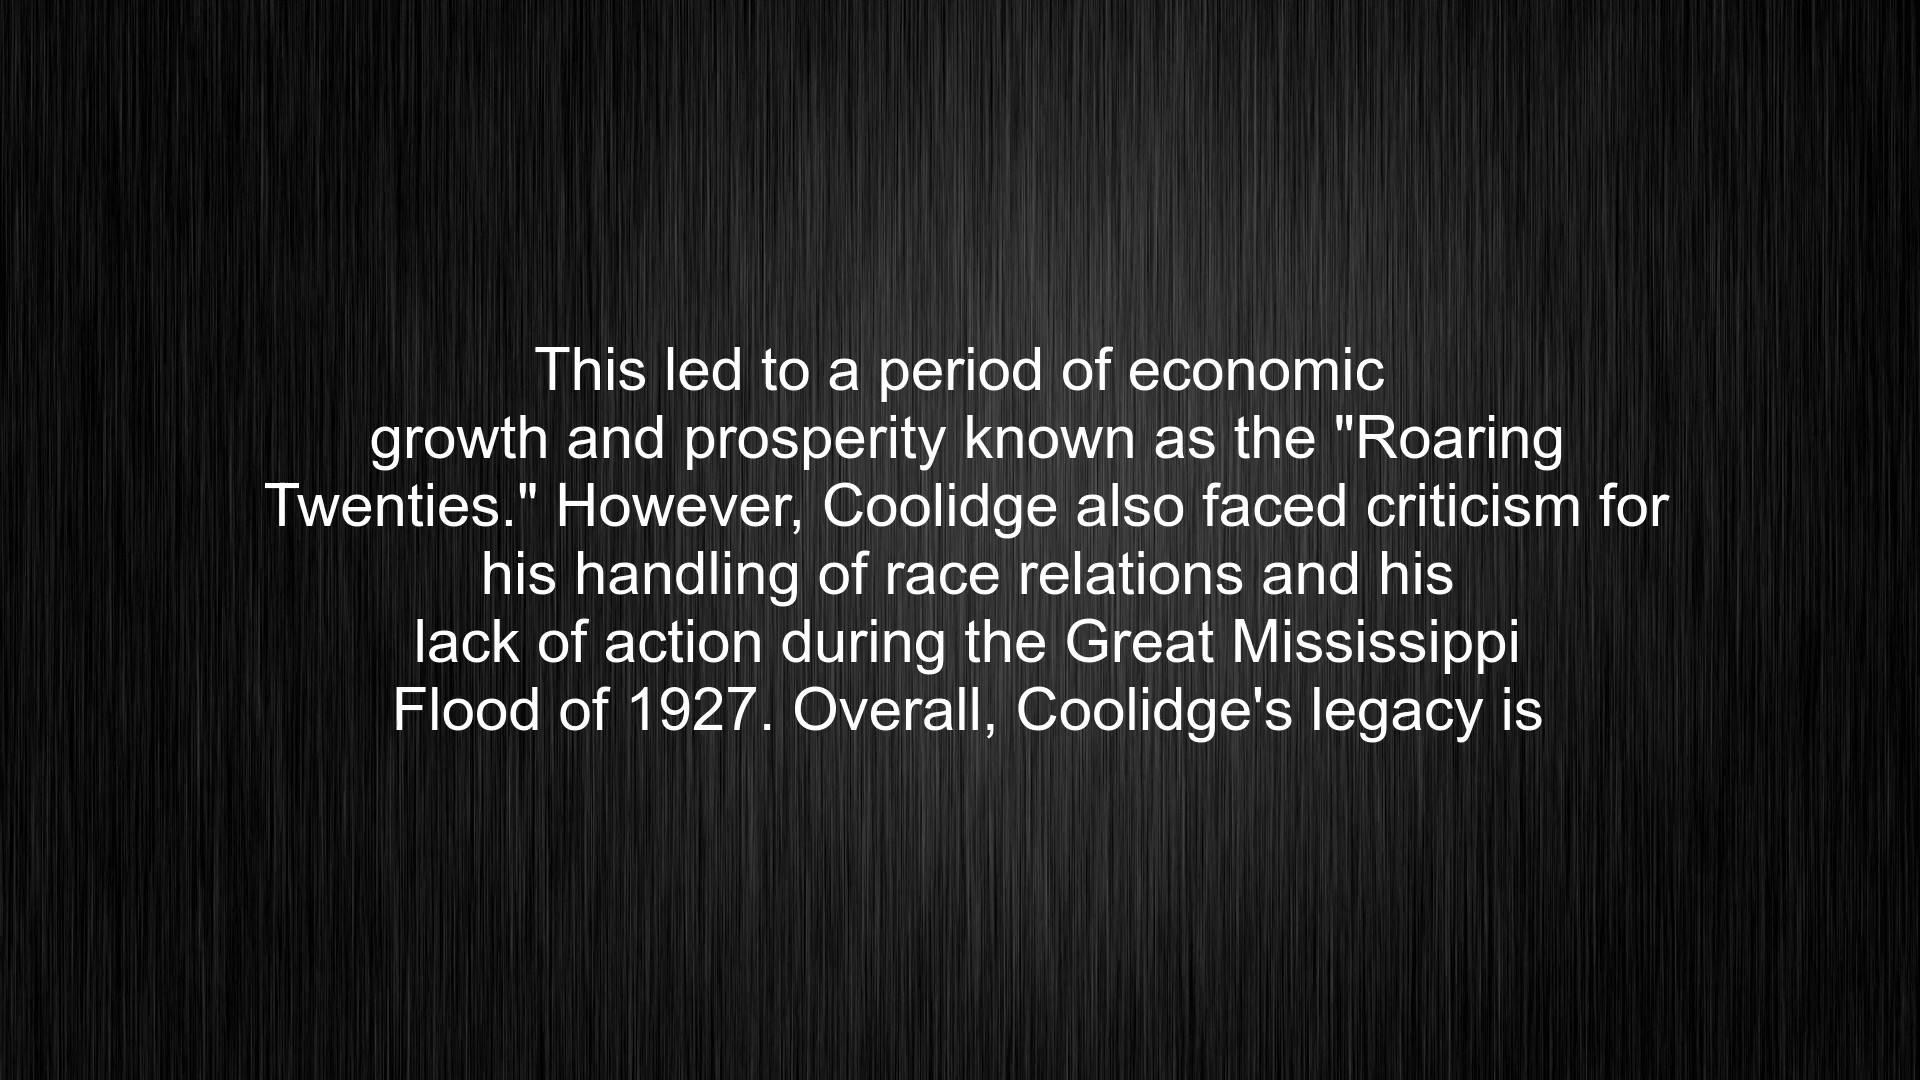 This led to a period of economic
growth and prosperity known as the "Roaring
Twenties." However, Coolidge also faced criticism for
his handling of race relations and his
lack of action during the Great Mississippi
Flood of 1927. Overall, Coolidge's legacy is